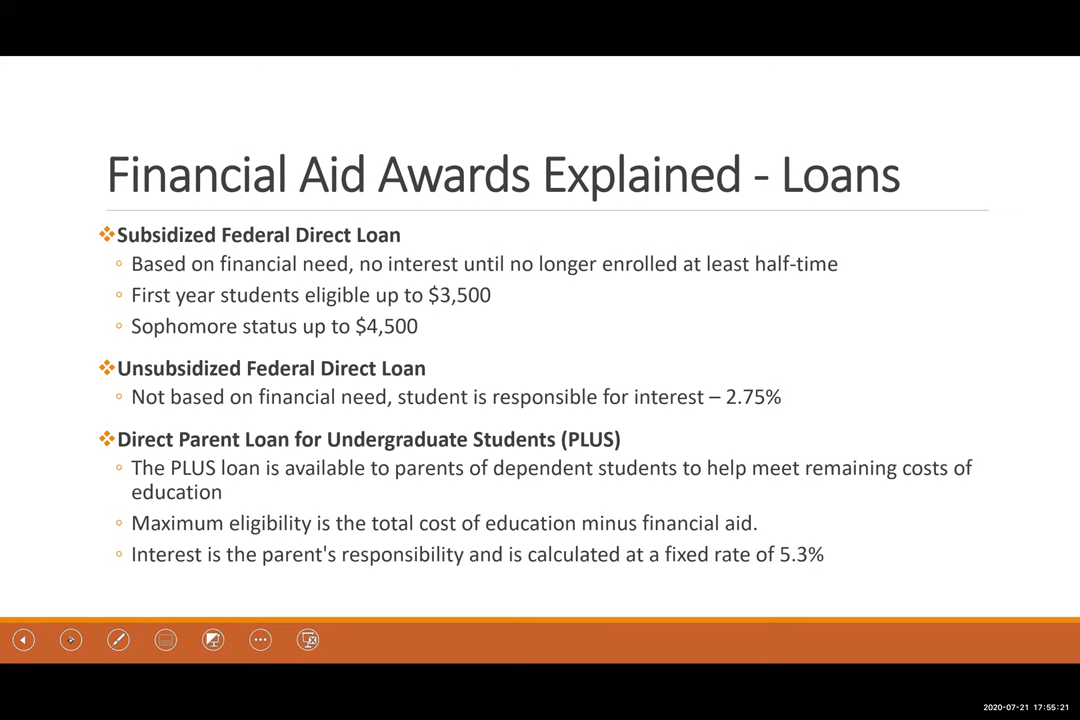 Financial Aid Awards Explained - Loans
❖Subsidized Federal Direct Loan
◦ Based on financial need, no interest until no longer enrolled at least half-time
◦ First year students eligible up to $3,500
◦ Sophomore status up to $4,500
❖Unsubsidized Federal Direct Loan
◦ Not based on financial need, student is responsible for interest – 2.75%
❖Direct Parent Loan for Undergraduate Students (PLUS)
◦ The PLUS loan is available to parents of dependent students to help meet remaining costs of
education
◦ Maximum eligibility is the total cost of education minus financial aid.
◦ Interest is the parent's responsibility and is calculated at a fixed rate of 5.3%
2020-07-21 17:55:21